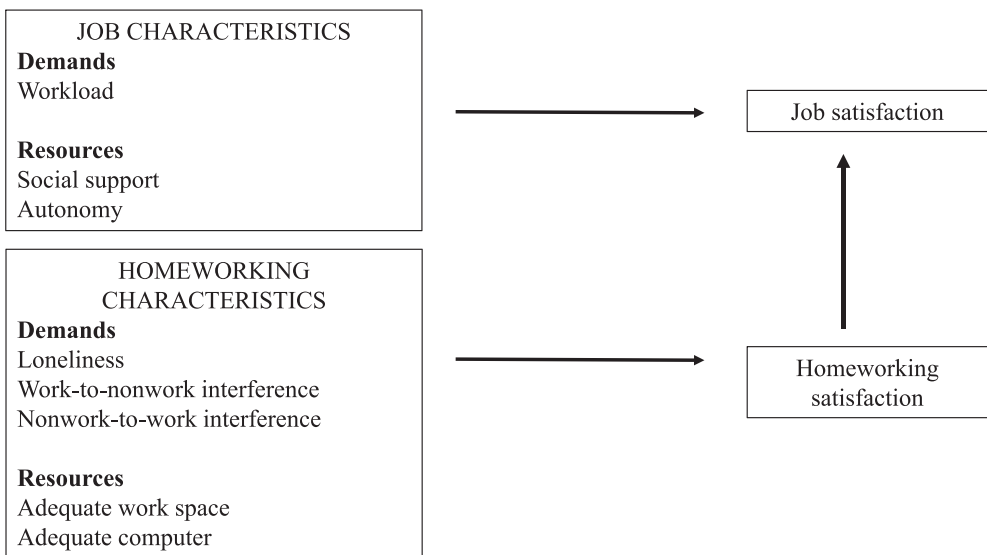 JOB CHARACTERISTICS
Demands
Workload
Resources
Social support
Autonomy
Job satisfaction
HOMEWORKING
CHARACTERISTICS
Demands
Loneliness
Work-to-nonwork interference
Nonwork-to-work interference
Resources
Adequate work space
Adequate computer
Homeworking
satisfaction